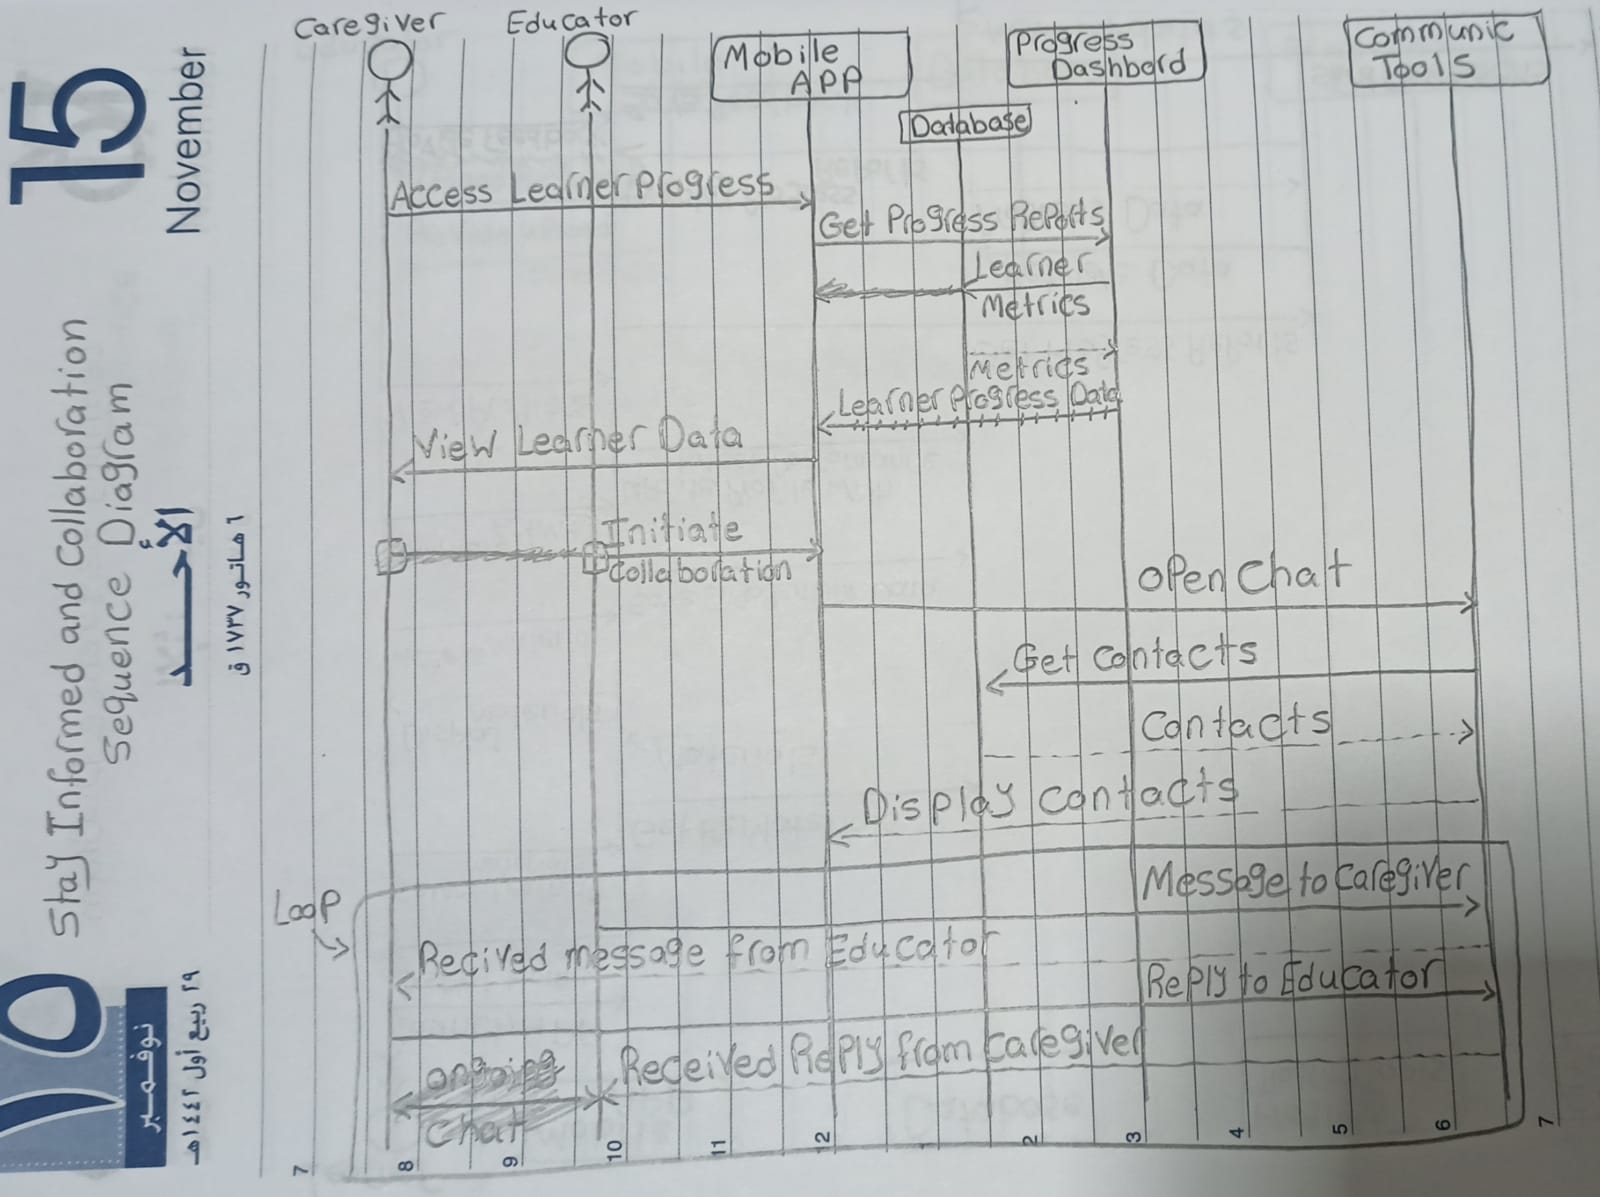 15
November
Stay Informed and Collaboration
Sequence Diagram
الأحــد
٦ هاتور ١٧٣٧ ق
١٥
نوفمبر
٢٩ ربيع أول ١٤٤٢هـ
Caregiver
Educator
Mobile
APP
Progress
Dashbord
Communic
Tools
Database
Access Learner Progress
Get Progress Reports
Learner
Metrics
Metrics
Learner Progress Data
View Learner Data
Initiate
Collaboration
open Chat
Get contacts
Contacts
Display contacts
Loop
Message to Caregiver
Recived message from Educator
Reply to Educator
Received Reply from Caregiver
ongoing
Chat
7
8
9
10
11
12
1
2
3
4
5
6
7